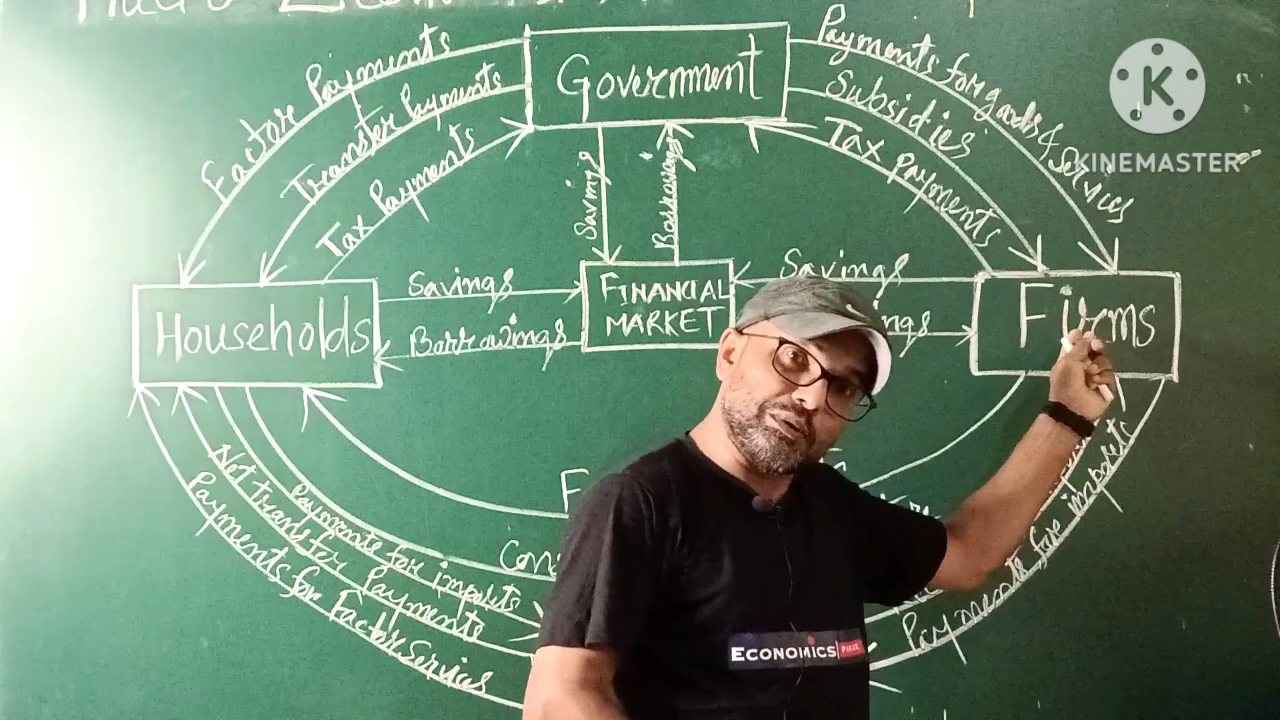 Government
Factor Payments
Transfer Payments
Tax Payments
Payments for goods & Services
Subsidies
Tax payments
KINEMASTER
Savings
Borrowings
Households
Savings
Borrowings
FINANCIAL
MARKET
Savings
Firms
Payments for imports
Net transfer Payments
Payments for Factor Services
Payments for imports
ECONOMICS